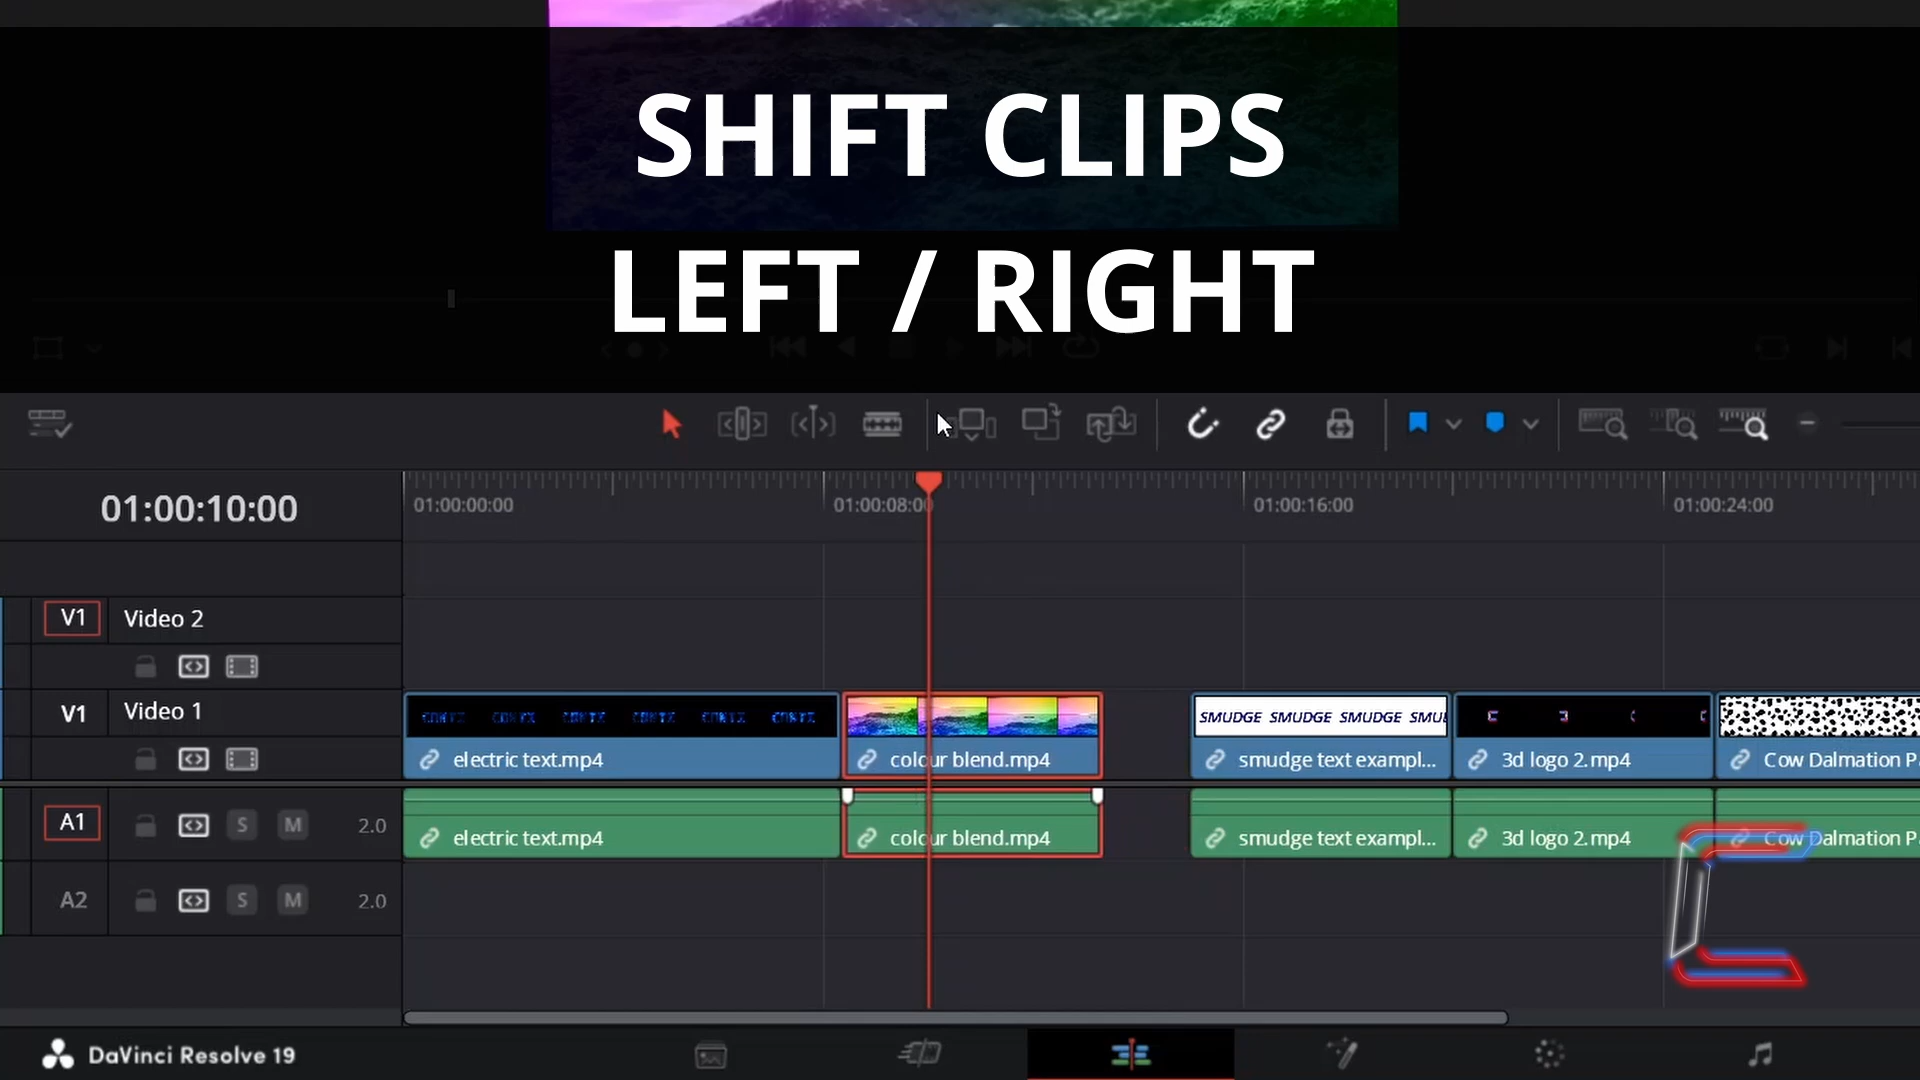 SHIFT CLIPS
LEFT / RIGHT
01:00:10:00
01:00:00:00
01:00:08:00
01:00:16:00
01:00:24:00
V1 Video 2
V1 Video 1
SMUDGE SMUDGE SMUDGE SMU
electric text.mp4
colour blend.mp4
smudge text exampl...
3d logo 2.mp4
Cow Dalmation P
A1 S M 2.0
electric text.mp4
colour blend.mp4
smudge text exampl...
3d logo 2.mp4
Cow Dalmation P
A2 S M 2.0
DaVinci Resolve 19